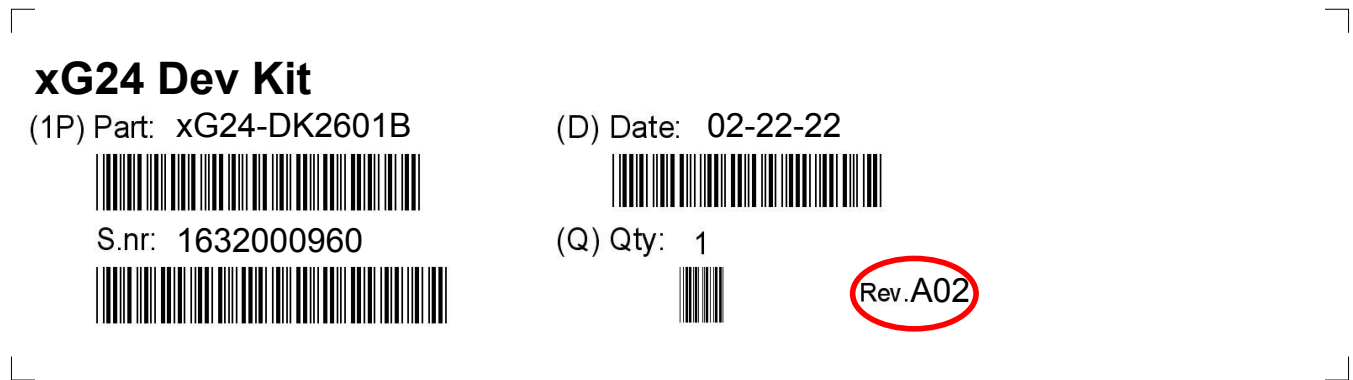 xG24 Dev Kit
(1P) Part: xG24-DK2601B
(D) Date: 02-22-22
S.nr: 1632000960
(Q) Qty: 1
Rev.A02